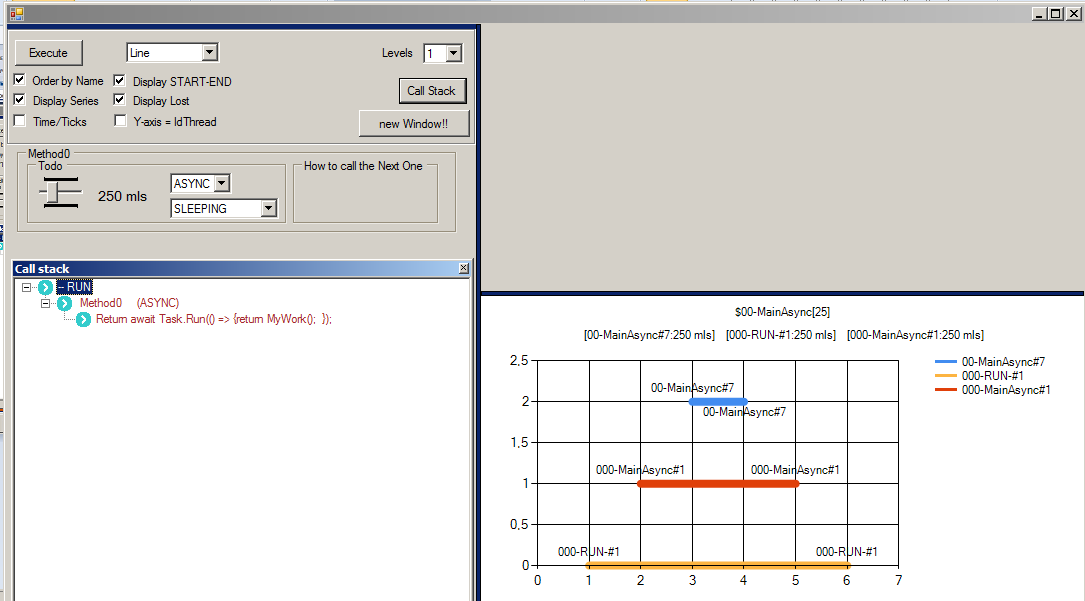 Execute
Line
Levels
1
Order by Name
Display START-END
Call Stack
Display Series
Display Lost
Time/Ticks
Y-axis = IdThread
new Window!!
Method0
Todo
How to call the Next One
250 mls
ASYNC
SLEEPING
Call stack
-- RUN
Method0 (ASYNC)
Return await Task.Run(() => {return MyWork(); });
$00-MainAsync[25]
[00-MainAsync#7:250 mls] [000-RUN-#1:250 mls] [000-MainAsync#1:250 mls]
00-MainAsync#7
000-RUN-#1
000-MainAsync#1
2,5
00-MainAsync#7
2
00-MainAsync#7
1,5
000-MainAsync#1 000-MainAsync#1
1
0,5
000-RUN-#1 000-RUN-#1
0
0 1 2 3 4 5 6 7